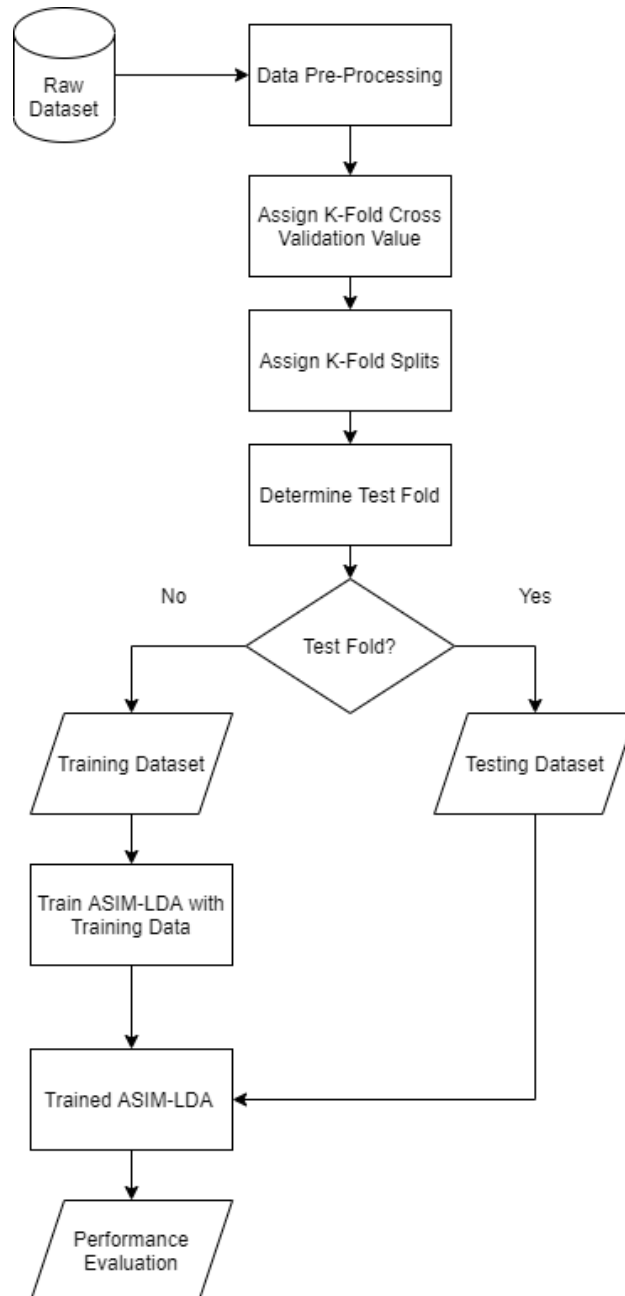 Raw
Dataset
Data Pre-Processing
Assign K-Fold Cross
Validation Value
Assign K-Fold Splits
Determine Test Fold
No
Yes
Test Fold?
Training Dataset
Testing Dataset
Train ASIM-LDA with
Training Data
Trained ASIM-LDA
Performance
Evaluation